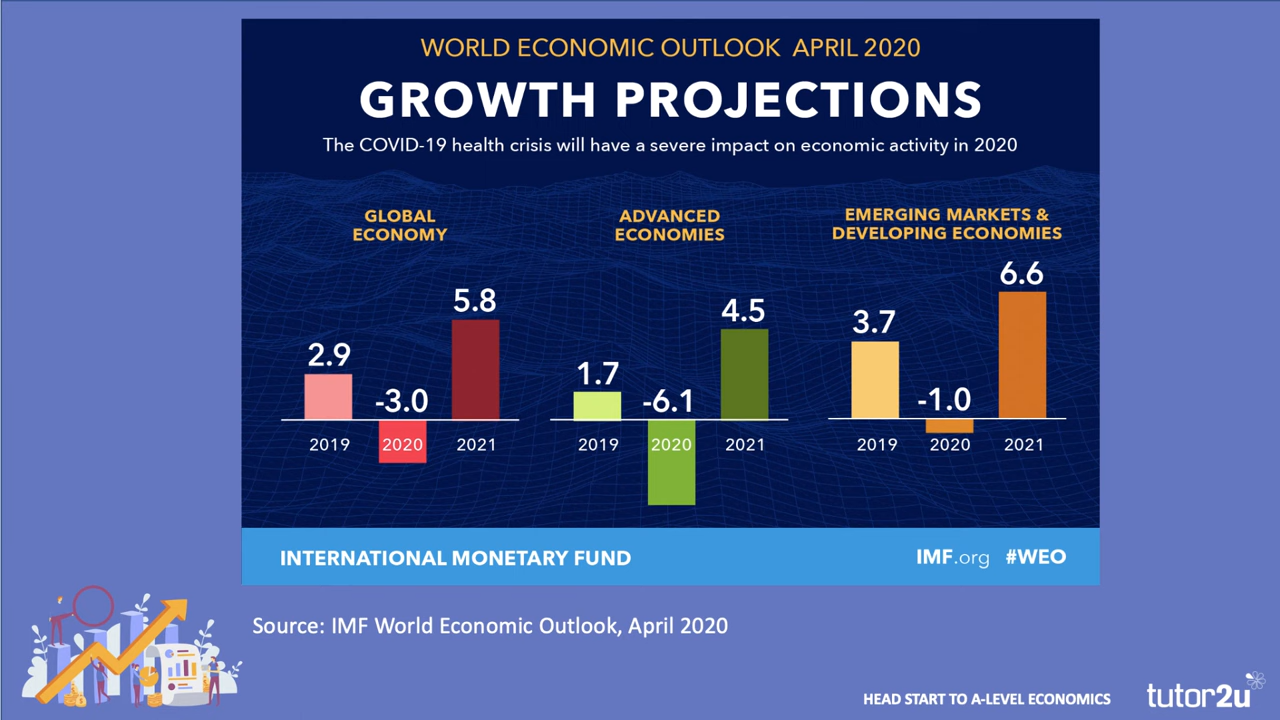 WORLD ECONOMIC OUTLOOK APRIL 2020
GROWTH PROJECTIONS
The COVID-19 health crisis will have a severe impact on economic activity in 2020
GLOBAL
ECONOMY
2.9
-3.0
5.8
2019
2020
2021
ADVANCED
ECONOMIES
1.7
-6.1
4.5
2019
2020
2021
EMERGING MARKETS &
DEVELOPING ECONOMIES
3.7
-1.0
6.6
2019
2020
2021
INTERNATIONAL MONETARY FUND
IMF.org #WEO
Source: IMF World Economic Outlook, April 2020
HEAD START TO A-LEVEL ECONOMICS
tutor2u